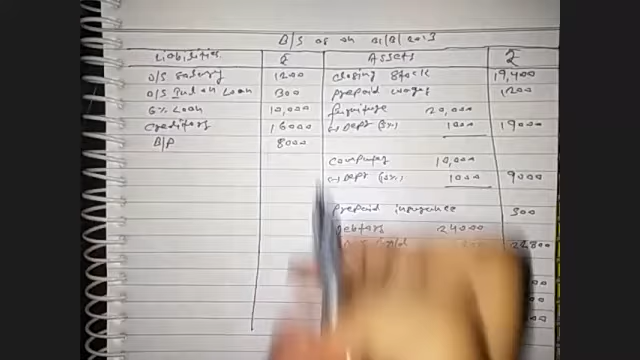 B/S as on 31/3/2023
Liabilities ₹ Assets ₹
O/S Salary 1200 closing stock 19,400
O/S Int on Loan 300 prepaid wages 1200
6% Loan 10,000 furniture 20,000
creditors 16000 (-) Dept (5%) 1000 19000
B/P 8000
computer 10,000
(-) Dept (10%) 1000 9000
prepaid insurance 500
Debtors 24000
22800